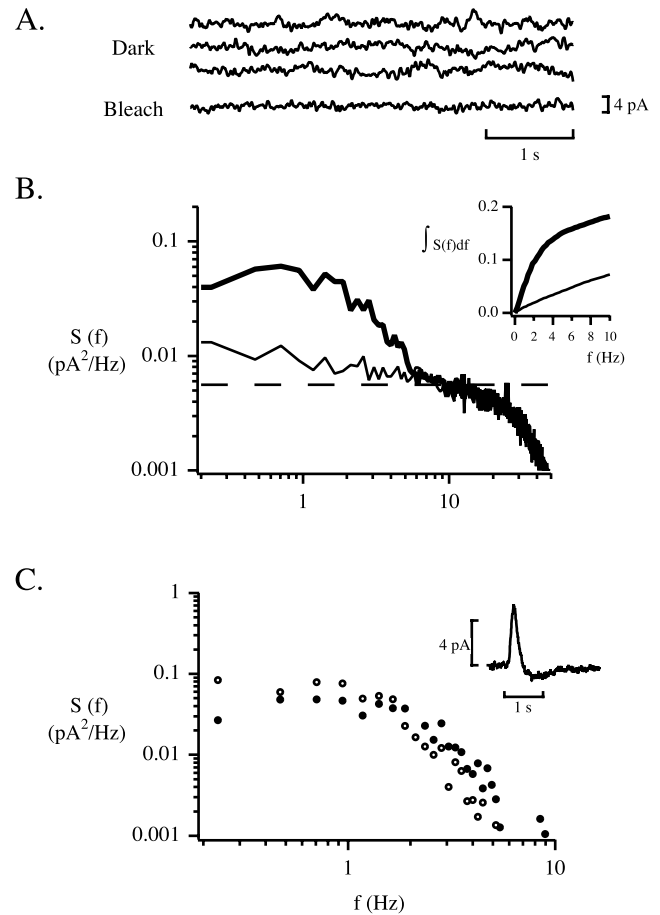 A.
Dark
Bleach
4 pA
1 s
B.
0.1
0.01
0.001
S (f)
(pA²/Hz)
1
10
0.2
0.1
0.0
∫ S(f)df
0 2 4 6 8 10
f (Hz)
C.
1
0.1
0.01
0.001
S (f)
(pA²/Hz)
4 pA
1 s
1
10
f (Hz)